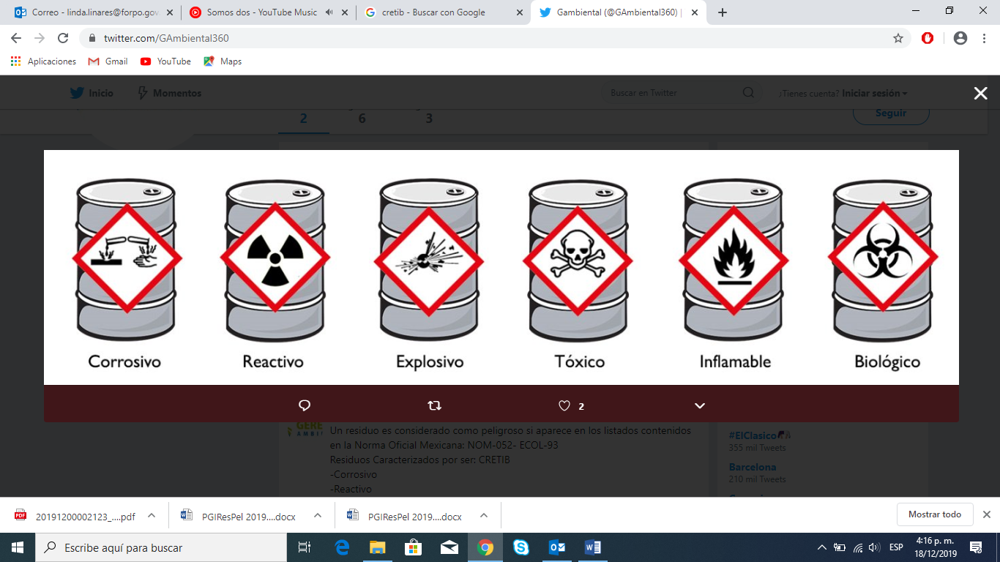 Correo - linda.linares@forpo.gov
Somos dos - YouTube Music
cretib - Buscar con Google
Gambiental (@GAmbiental360) |
twitter.com/GAmbiental360
Aplicaciones
Gmail
YouTube
Maps
Inicio
Momentos
Buscar en Twitter
¿Tienes cuenta? Iniciar sesión
2
6
3
Seguir
Corrosivo
Reactivo
Explosivo
Tóxico
Inflamable
Biológico
2
GERE
AMBI
Un residuo es considerado como peligroso si aparece en los listados contenidos
en la Norma Oficial Mexicana: NOM-052- ECOL-93
Residuos Caracterizados por ser: CRETIB
-Corrosivo
-Reactivo
#ElClasico
355 mil Tweets
Barcelona
210 mil Tweets
PDF
20191200002123_....pdf
PGIResPel 2019....docx
PGIResPel 2019....docx
Mostrar todo
Escribe aquí para buscar
ESP
4:16 p. m.
18/12/2019